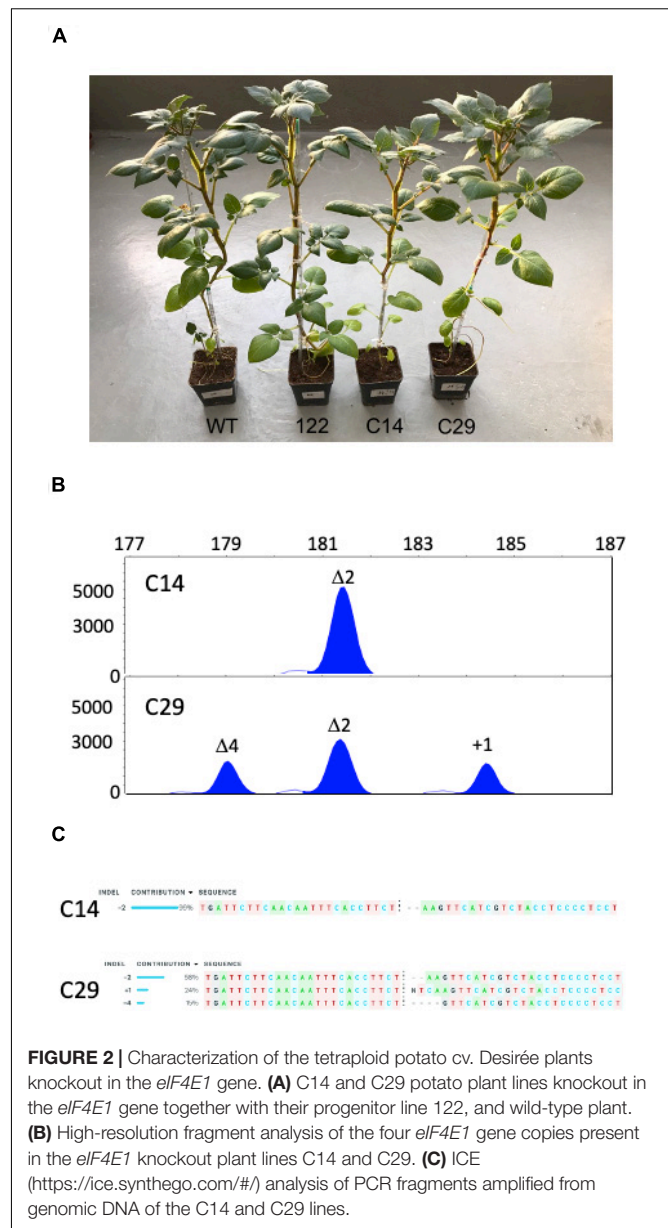 A
WT 122 C14 C29
B
177 179 181 183 185 187
C14
Δ2
5000
3000
0
C29
Δ4 Δ2 +1
5000
3000
0
C
INDEL CONTRIBUTION ▾ SEQUENCE
C14 -2 TGATTCTTCAACAATTTCACCTTCT --AAGTTCATCGTCTACCTCCCCTCCT
INDEL CONTRIBUTION ▾ SEQUENCE
C29
-2 58% TGATTCTTCAACAATTTCACCTTCT --AAGTTCATCGTCTACCTCCCCTCCT
+1 24% TGATTCTTCAACAATTTCACCTTCT NTCAAGTTCATCGTCTACCTCCCCTCC
-4 15% TGATTCTTCAACAATTTCACCTTCT ----GTTCATCGTCTACCTCCCCTCCT
FIGURE 2 | Characterization of the tetraploid potato cv. Desirée plants
knockout in the eIF4E1 gene. (A) C14 and C29 potato plant lines knockout in
the eIF4E1 gene together with their progenitor line 122, and wild-type plant.
(B) High-resolution fragment analysis of the four eIF4E1 gene copies present
in the eIF4E1 knockout plant lines C14 and C29. (C) ICE
(https://ice.synthego.com/#/) analysis of PCR fragments amplified from
genomic DNA of the C14 and C29 lines.